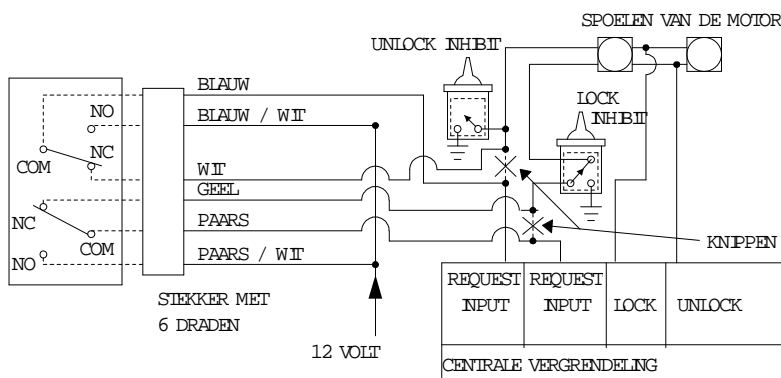 SPOELEN VAN DE MOTOR
UNLOCK INHIBIT
BLAUW
NO
BLAUW / WIT
LOCK
INHIBIT
NC
COM
WIT
GEEL
NC
PAARS
COM
KNIPPEN
NO
PAARS / WIT
REQUEST
INPUT
REQUEST
INPUT
LOCK
UNLOCK
STEKKER MET
6 DRADEN
12 VOLT
CENTRALE VERGRENDELING